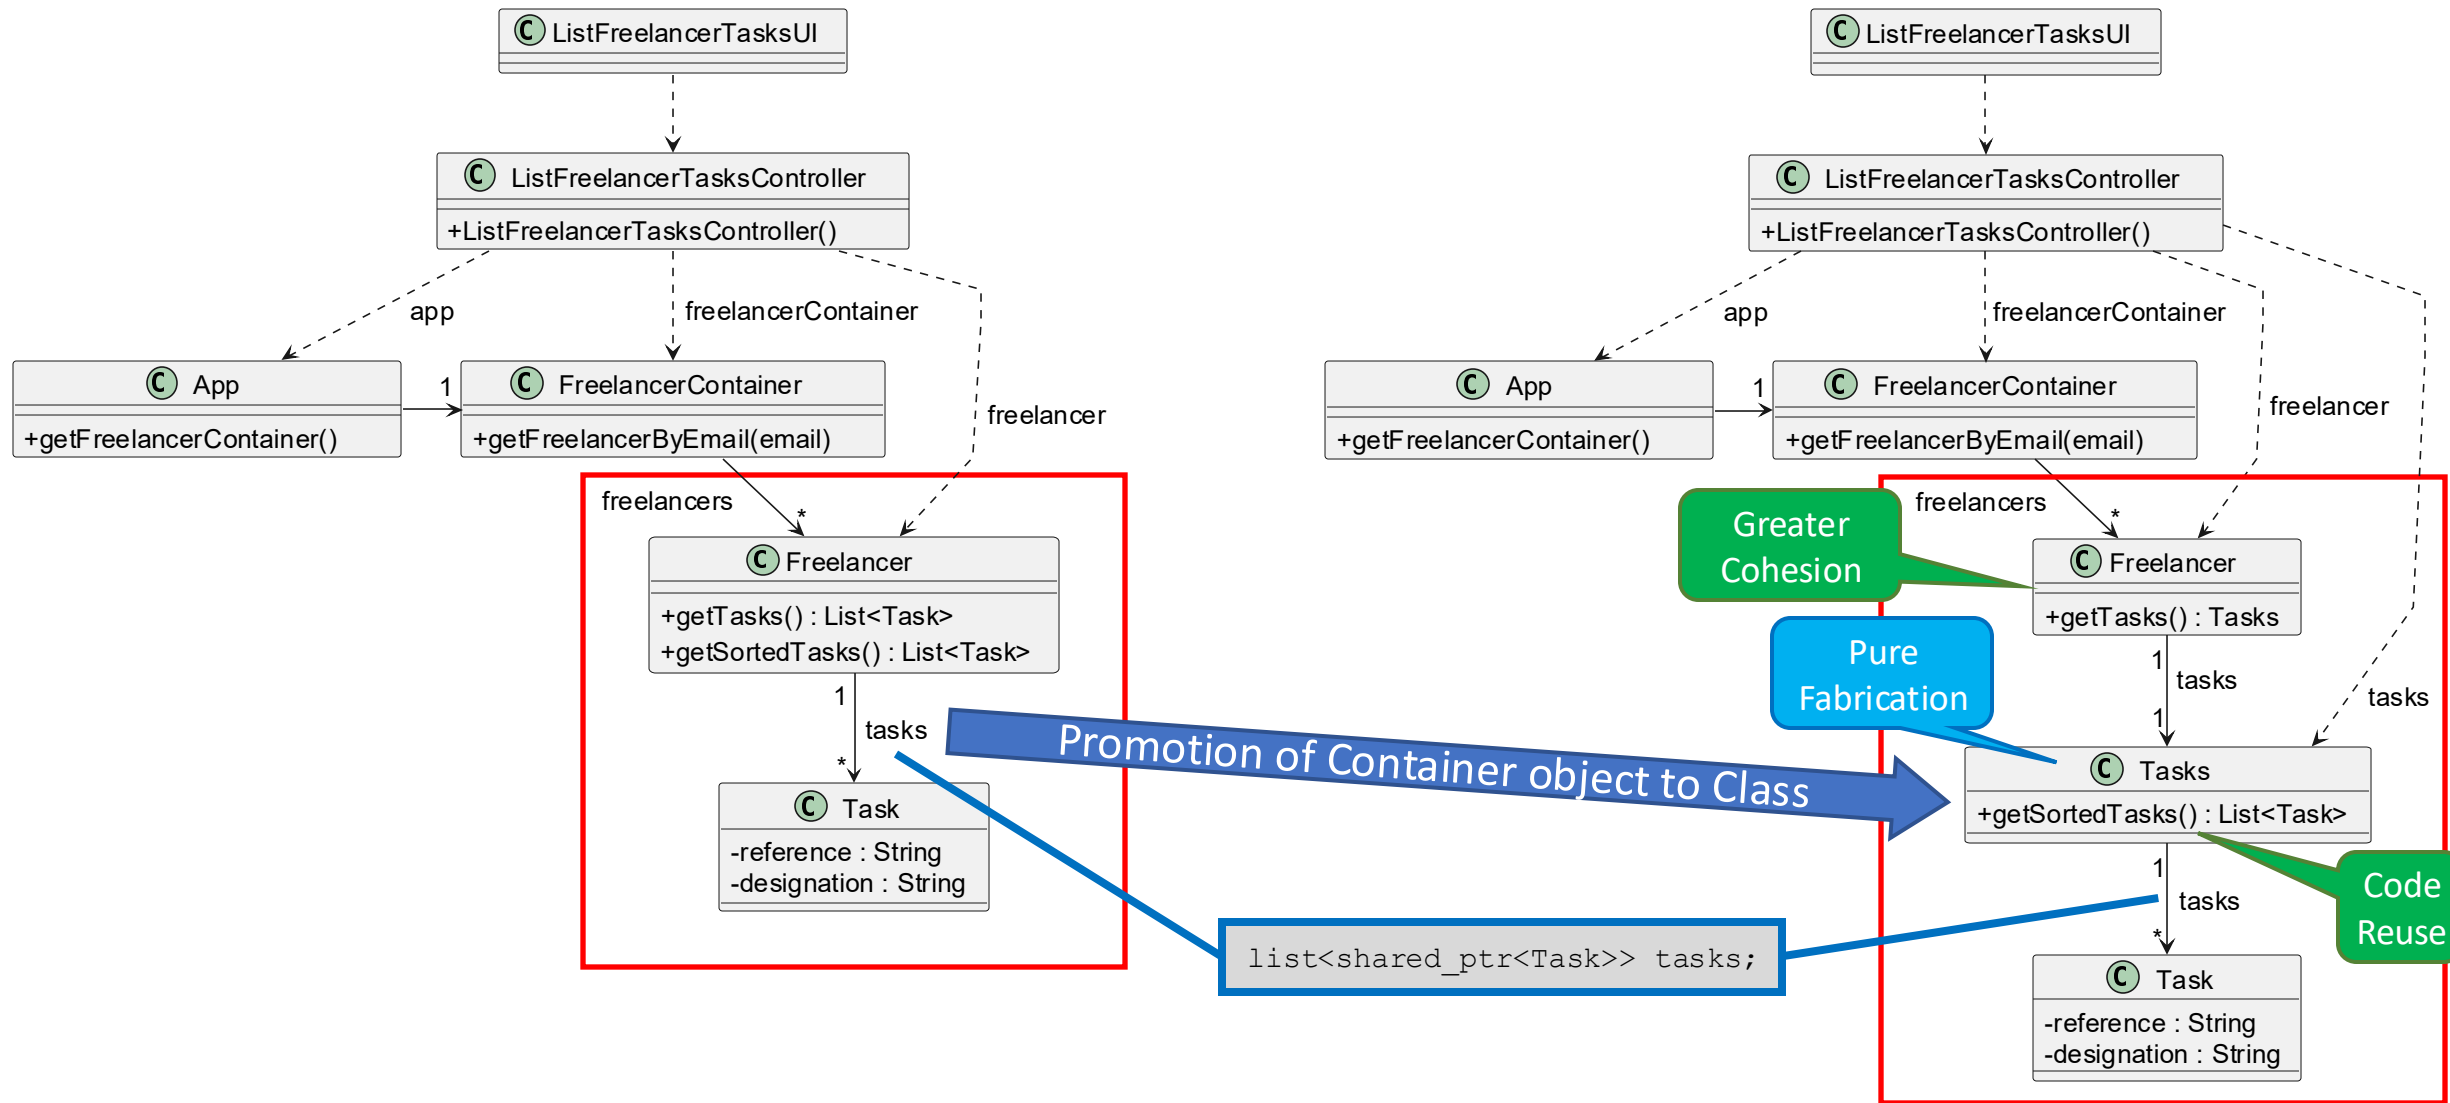 C ListFreelancerTasksUI
C ListFreelancerTasksController
+ListFreelancerTasksController()
app
freelancerContainer
freelancer
C App
+getFreelancerContainer()
1
C FreelancerContainer
+getFreelancerByEmail(email)
freelancers
*
C Freelancer
+getTasks() : List<Task>
+getSortedTasks() : List<Task>
1
tasks
*
C Task
-reference : String
-designation : String
Promotion of Container object to Class
list<shared_ptr<Task>> tasks;
C ListFreelancerTasksUI
C ListFreelancerTasksController
+ListFreelancerTasksController()
app
freelancerContainer
freelancer
tasks
C App
+getFreelancerContainer()
1
C FreelancerContainer
+getFreelancerByEmail(email)
freelancers
*
Greater
Cohesion
C Freelancer
+getTasks() : Tasks
1
tasks
1
Pure
Fabrication
C Tasks
+getSortedTasks() : List<Task>
1
tasks
*
Code
Reuse
C Task
-reference : String
-designation : String